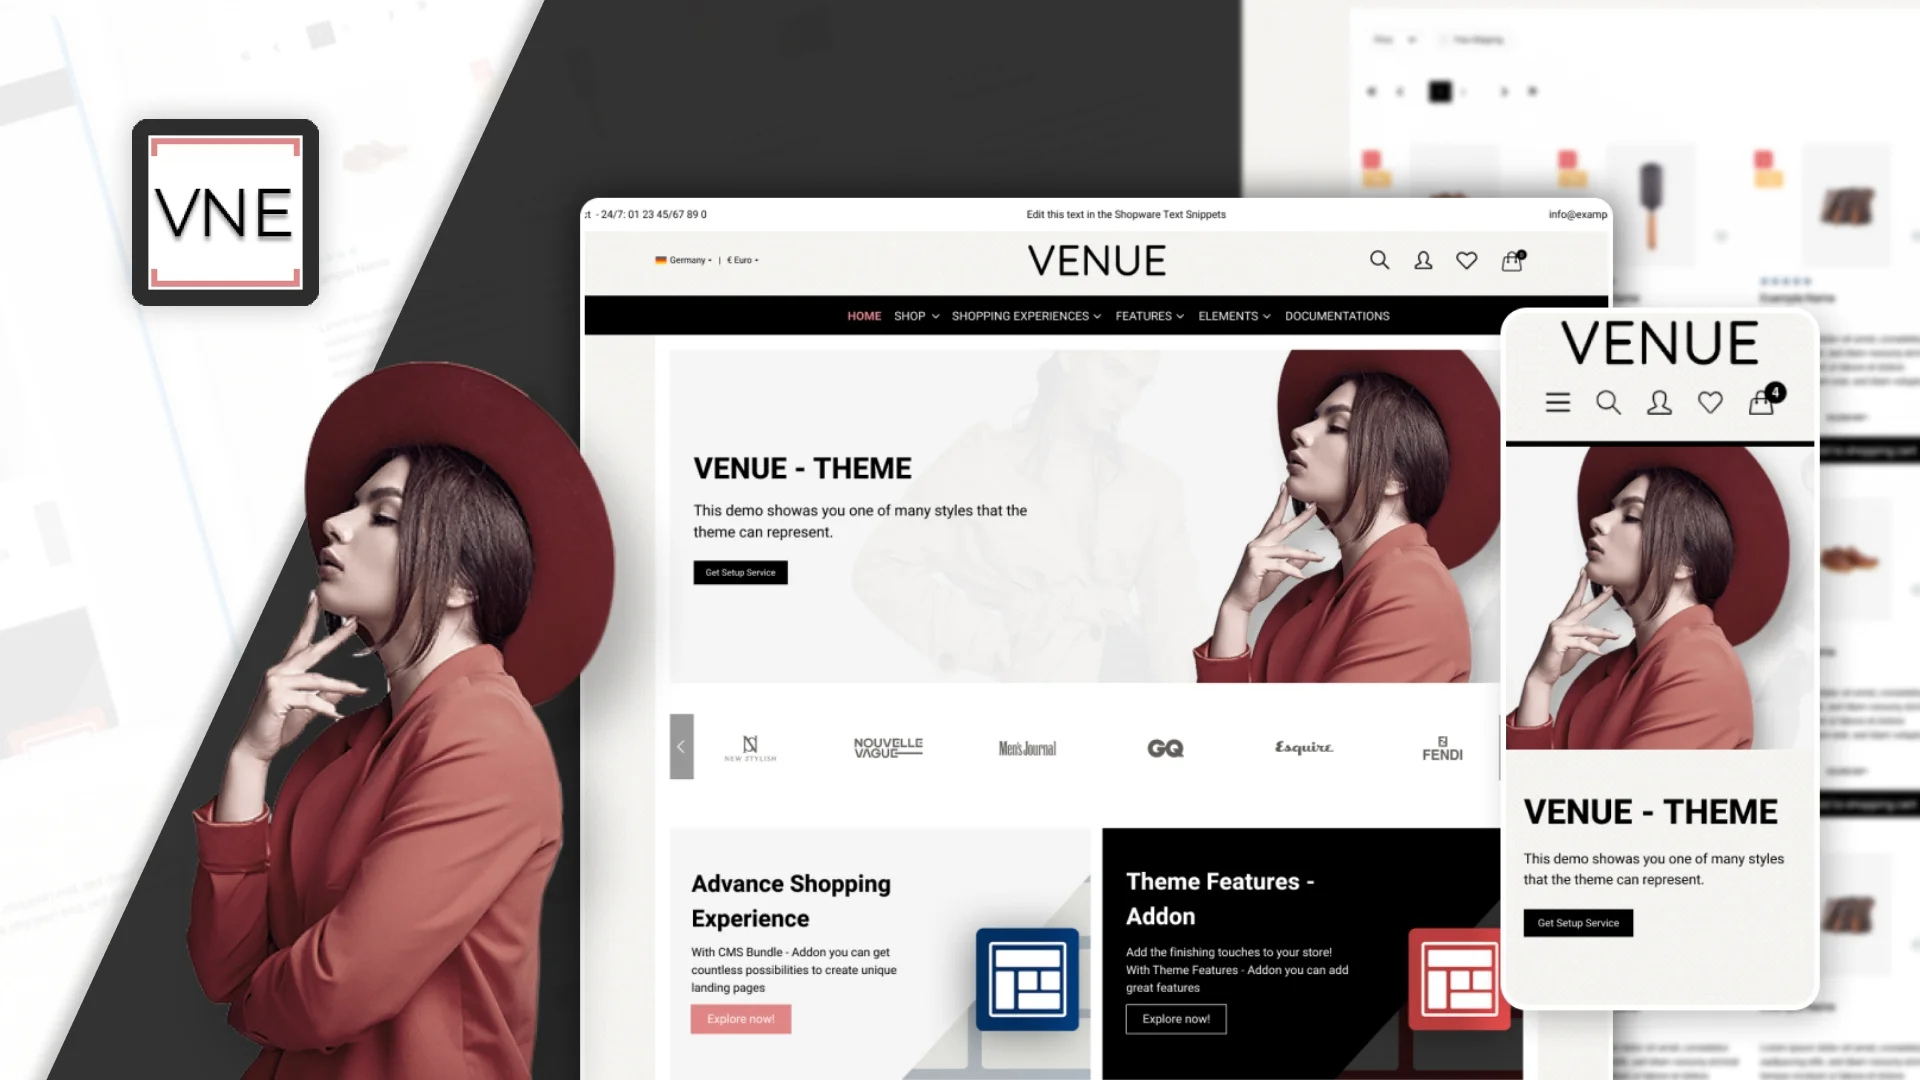 VNE
- 24/7: 01 23 45/67 89 0
Edit this text in the Shopware Text Snippets
info@examp
Germany
|
€ Euro
VENUE
0
HOME
SHOP
SHOPPING EXPERIENCES
FEATURES
ELEMENTS
DOCUMENTATIONS
VENUE - THEME
This demo showas you one of many styles that the
theme can represent.
Get Setup Service
NEW STYLISH
NOUVELLE
VAGUE
Men's Journal
GQ
Esquire
FENDI
Advance Shopping
Experience
With CMS Bundle - Addon you can get
countless possibilities to create unique
landing pages
Explore now!
Theme Features -
Addon
Add the finishing touches to your store!
With Theme Features - Addon you can add
great features
Explore now!
VENUE
4
VENUE - THEME
This demo showas you one of many styles
that the theme can represent.
Get Setup Service
Example Name